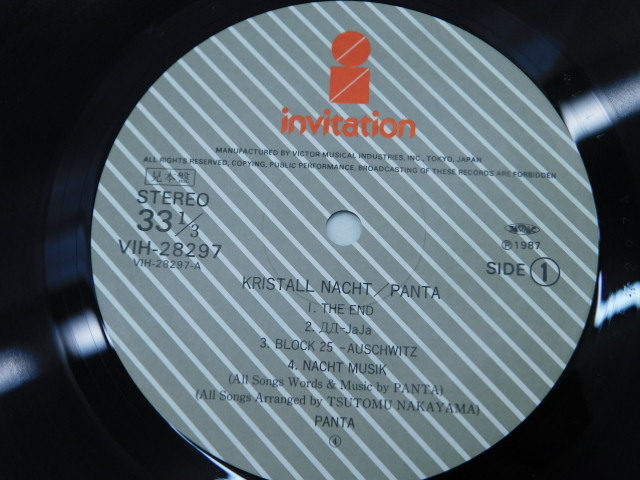 invitation
MANUFACTURED BY VICTOR MUSICAL INDUSTRIES, INC., TOKYO, JAPAN
ALL RIGHTS RESERVED, COPYING, PUBLIC PERFORMANCE, BROADCASTING OF THESE RECORDS ARE FORBIDDEN
見本盤
STEREO
33 1/3
VIH-28297
VIH-28297-A
℗1987
SIDE 1
KRISTALL NACHT/PANTA
1. THE END
2. ДД-JaJa
3. BLOCK 25 -AUSCHWITZ
4. NACHT MUSIK
(All Songs Words & Music by PANTA)
(All Songs Arranged by TSUTOMU NAKAYAMA)
PANTA
④